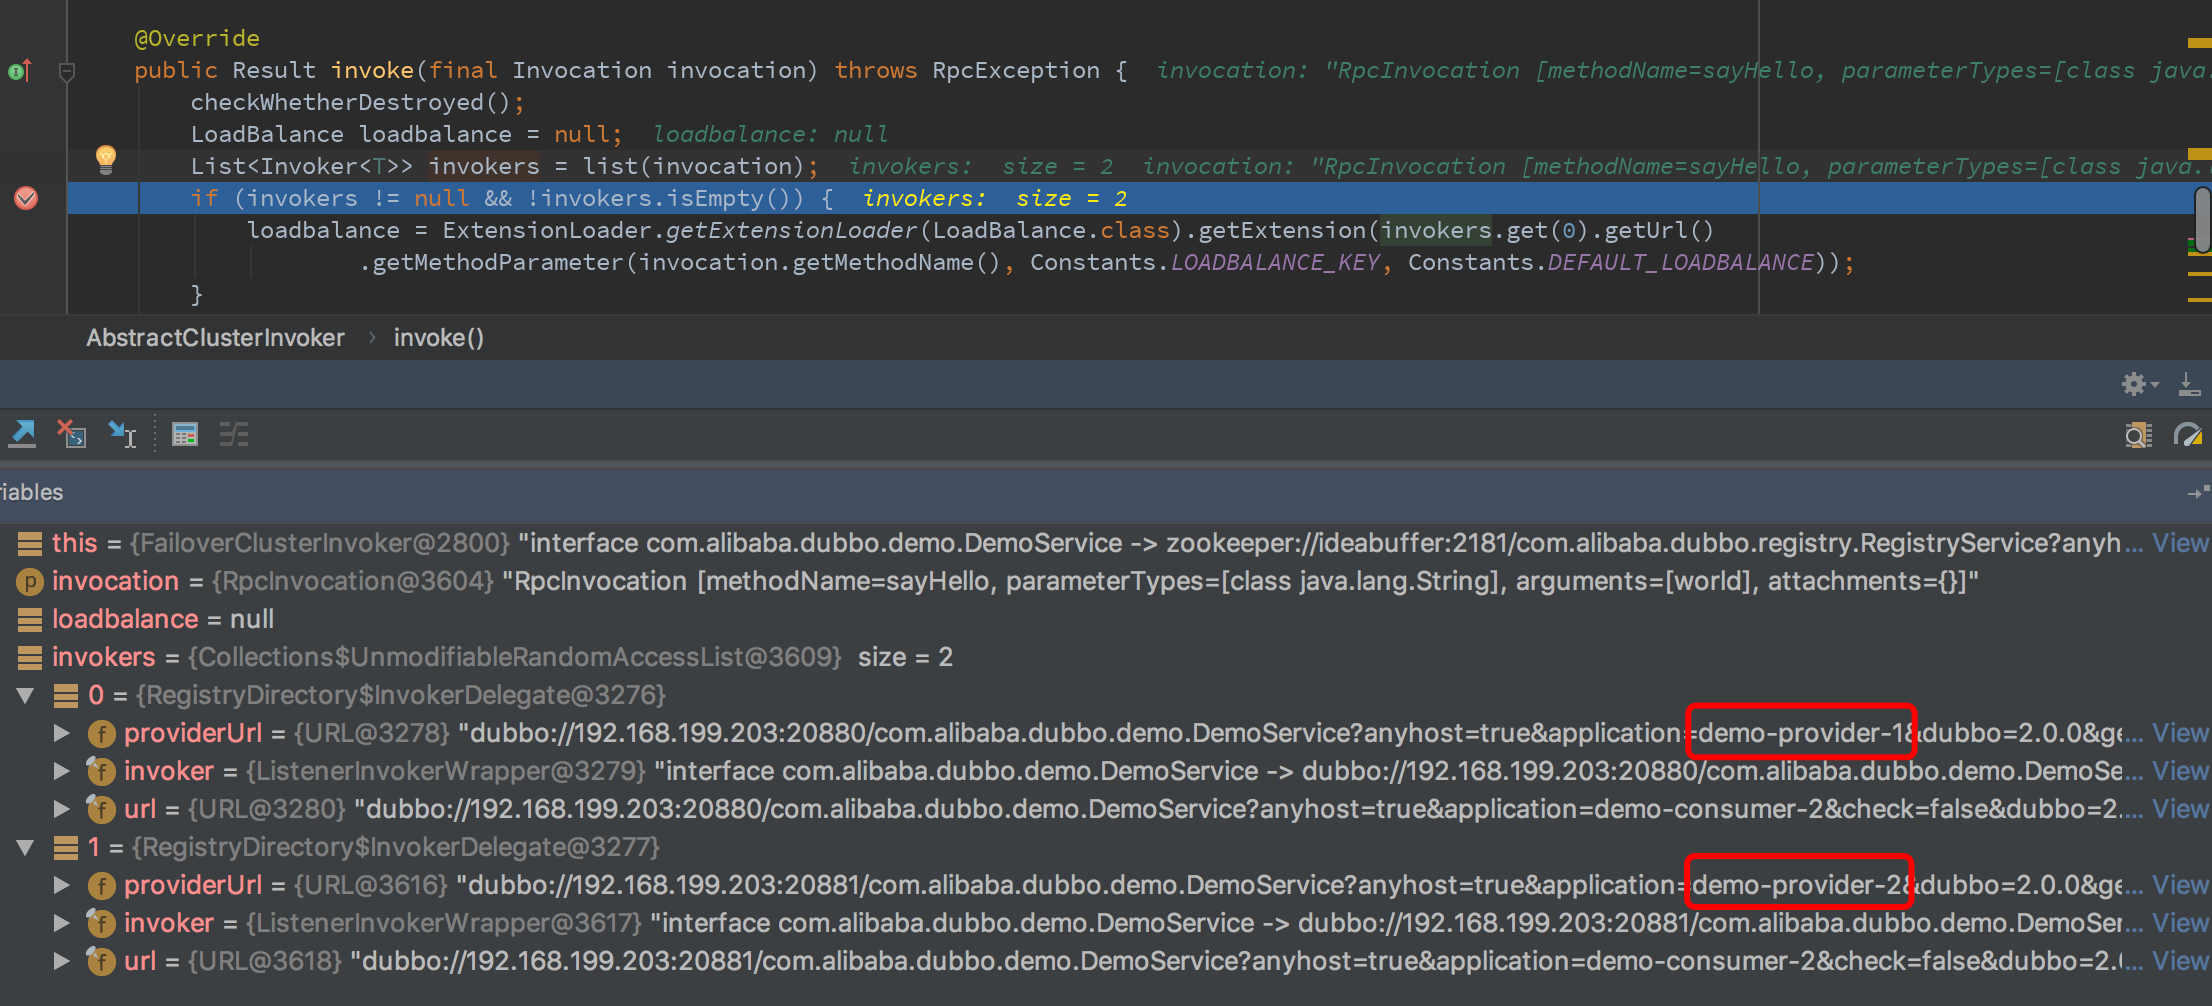 @Override
public Result invoke(final Invocation invocation) throws RpcException {  invocation: "RpcInvocation [methodName=sayHello, parameterTypes=[class java.
checkWhetherDestroyed();
LoadBalance loadbalance = null;  loadbalance: null
List<Invoker<T>> invokers = list(invocation);  invokers:  size = 2  invocation: "RpcInvocation [methodName=sayHello, parameterTypes=[class java.
if (invokers != null && !invokers.isEmpty()) {  invokers:  size = 2
loadbalance = ExtensionLoader.getExtensionLoader(LoadBalance.class).getExtension(invokers.get(0).getUrl()
.getMethodParameter(invocation.getMethodName(), Constants.LOADBALANCE_KEY, Constants.DEFAULT_LOADBALANCE));
}
AbstractClusterInvoker › invoke()
riables
this = {FailoverClusterInvoker@2800} "interface com.alibaba.dubbo.demo.DemoService -> zookeeper://ideabuffer:2181/com.alibaba.dubbo.registry.RegistryService?anyh... View
invocation = {RpcInvocation@3604} "RpcInvocation [methodName=sayHello, parameterTypes=[class java.lang.String], arguments=[world], attachments={}]"
loadbalance = null
invokers = {Collections$UnmodifiableRandomAccessList@3609}  size = 2
0 = {RegistryDirectory$InvokerDelegate@3276}
providerUrl = {URL@3278} "dubbo://192.168.199.203:20880/com.alibaba.dubbo.demo.DemoService?anyhost=true&application=demo-provider-1&dubbo=2.0.0&ge... View
invoker = {ListenerInvokerWrapper@3279} "interface com.alibaba.dubbo.demo.DemoService -> dubbo://192.168.199.203:20880/com.alibaba.dubbo.demo.DemoSe... View
url = {URL@3280} "dubbo://192.168.199.203:20880/com.alibaba.dubbo.demo.DemoService?anyhost=true&application=demo-consumer-2&check=false&dubbo=2.... View
1 = {RegistryDirectory$InvokerDelegate@3277}
providerUrl = {URL@3616} "dubbo://192.168.199.203:20881/com.alibaba.dubbo.demo.DemoService?anyhost=true&application=demo-provider-2&dubbo=2.0.0&ge... View
invoker = {ListenerInvokerWrapper@3617} "interface com.alibaba.dubbo.demo.DemoService -> dubbo://192.168.199.203:20881/com.alibaba.dubbo.demo.DemoSer... View
url = {URL@3618} "dubbo://192.168.199.203:20881/com.alibaba.dubbo.demo.DemoService?anyhost=true&application=demo-consumer-2&check=false&dubbo=2.... View